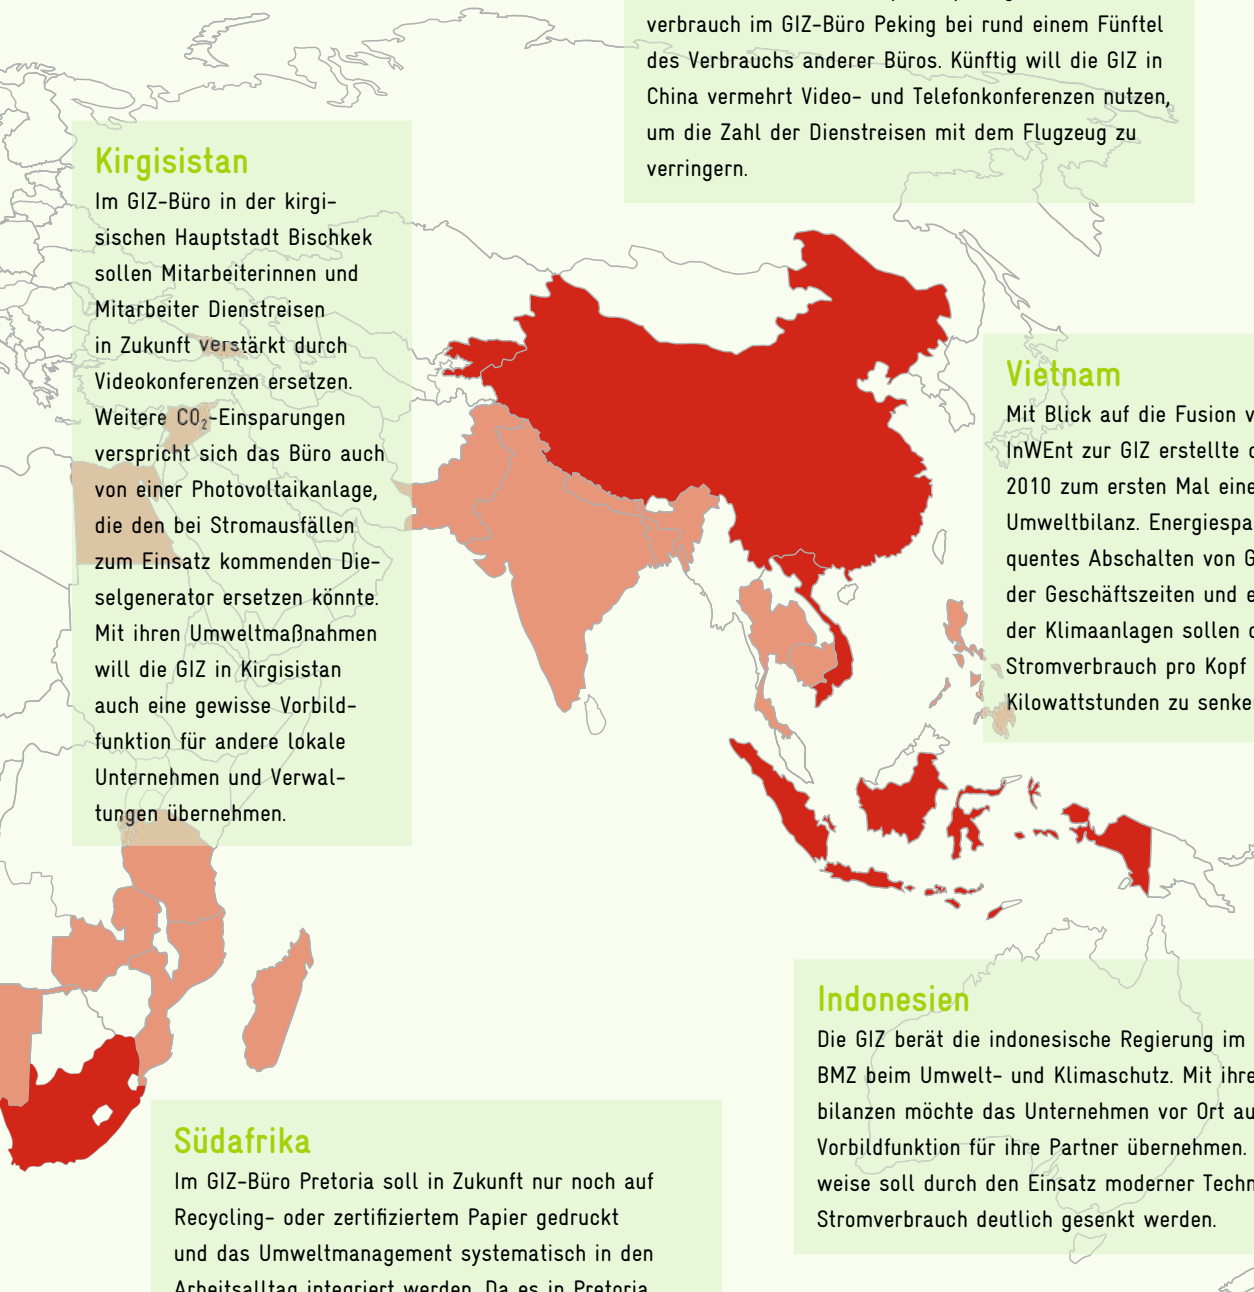 verbrauch im GIZ-Büro Peking bei rund einem Fünftel
des Verbrauchs anderer Büros. Künftig will die GIZ in
China vermehrt Video- und Telefonkonferenzen nutzen,
um die Zahl der Dienstreisen mit dem Flugzeug zu
verringern.
Kirgisistan
Im GIZ-Büro in der kirgi-
sischen Hauptstadt Bischkek
sollen Mitarbeiterinnen und
Mitarbeiter Dienstreisen
in Zukunft verstärkt durch
Videokonferenzen ersetzen.
Weitere CO₂-Einsparungen
verspricht sich das Büro auch
von einer Photovoltaikanlage,
die den bei Stromausfällen
zum Einsatz kommenden Die-
selgenerator ersetzen könnte.
Mit ihren Umweltmaßnahmen
will die GIZ in Kirgisistan
auch eine gewisse Vorbild-
funktion für andere lokale
Unternehmen und Verwal-
tungen übernehmen.
Vietnam
Mit Blick auf die Fusion v
InWEnt zur GIZ erstellte
2010 zum ersten Mal eine
Umweltbilanz. Energiespa
quentes Abschalten von G
der Geschäftszeiten und e
der Klimaanlagen sollen
Stromverbrauch pro Kopf
Kilowattstunden zu senke
Indonesien
Die GIZ berät die indonesische Regierung im
BMZ beim Umwelt- und Klimaschutz. Mit ihre
bilanzen möchte das Unternehmen vor Ort au
Vorbildfunktion für ihre Partner übernehmen.
weise soll durch den Einsatz moderner Techn
Stromverbrauch deutlich gesenkt werden.
Südafrika
Im GIZ-Büro Pretoria soll in Zukunft nur noch auf
Recycling- oder zertifiziertem Papier gedruckt
und das Umweltmanagement systematisch in den
Arbeitsalltag integriert werden. Da es in Pretoria